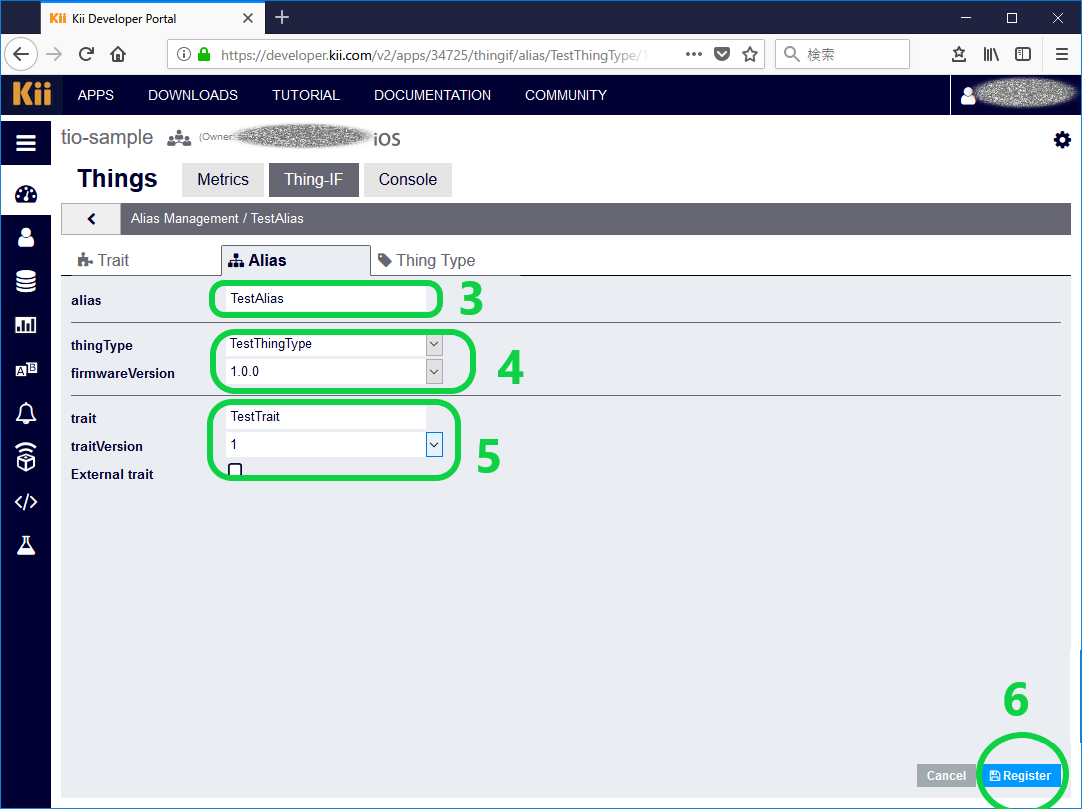 Kii Kii Developer Portal
https://developer.kii.com/v2/apps/34725/thingif/alias/TestThingType/1
検索
Kii APPS DOWNLOADS TUTORIAL DOCUMENTATION COMMUNITY
tio-sample (Owner: iOS
Things Metrics Thing-IF Console
Alias Management / TestAlias
Trait Alias Thing Type
alias TestAlias 3
thingType TestThingType
firmwareVersion 1.0.0 4
trait TestTrait
traitVersion 1 5
External trait
A B
6
Cancel Register